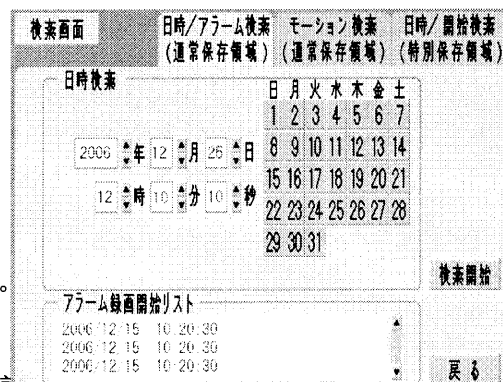 検索画面 日時/アラーム検索 モーション検索 日時/開始検索
(通常保存領域) (通常保存領域) (特別保存領域)
日時検索
日 月 火 水 木 金 土
1 2 3 4 5 6 7
2006 年 12 月 26 日 8 9 10 11 12 13 14
12 時 10 分 10 秒 15 16 17 18 19 20 21
22 23 24 25 26 27 28
29 30 31
検索開始
アラーム録画開始リスト
2006/12/15 10:20:30
2006/12/15 10:20:30
2006/12/15 10:20:30
戻る